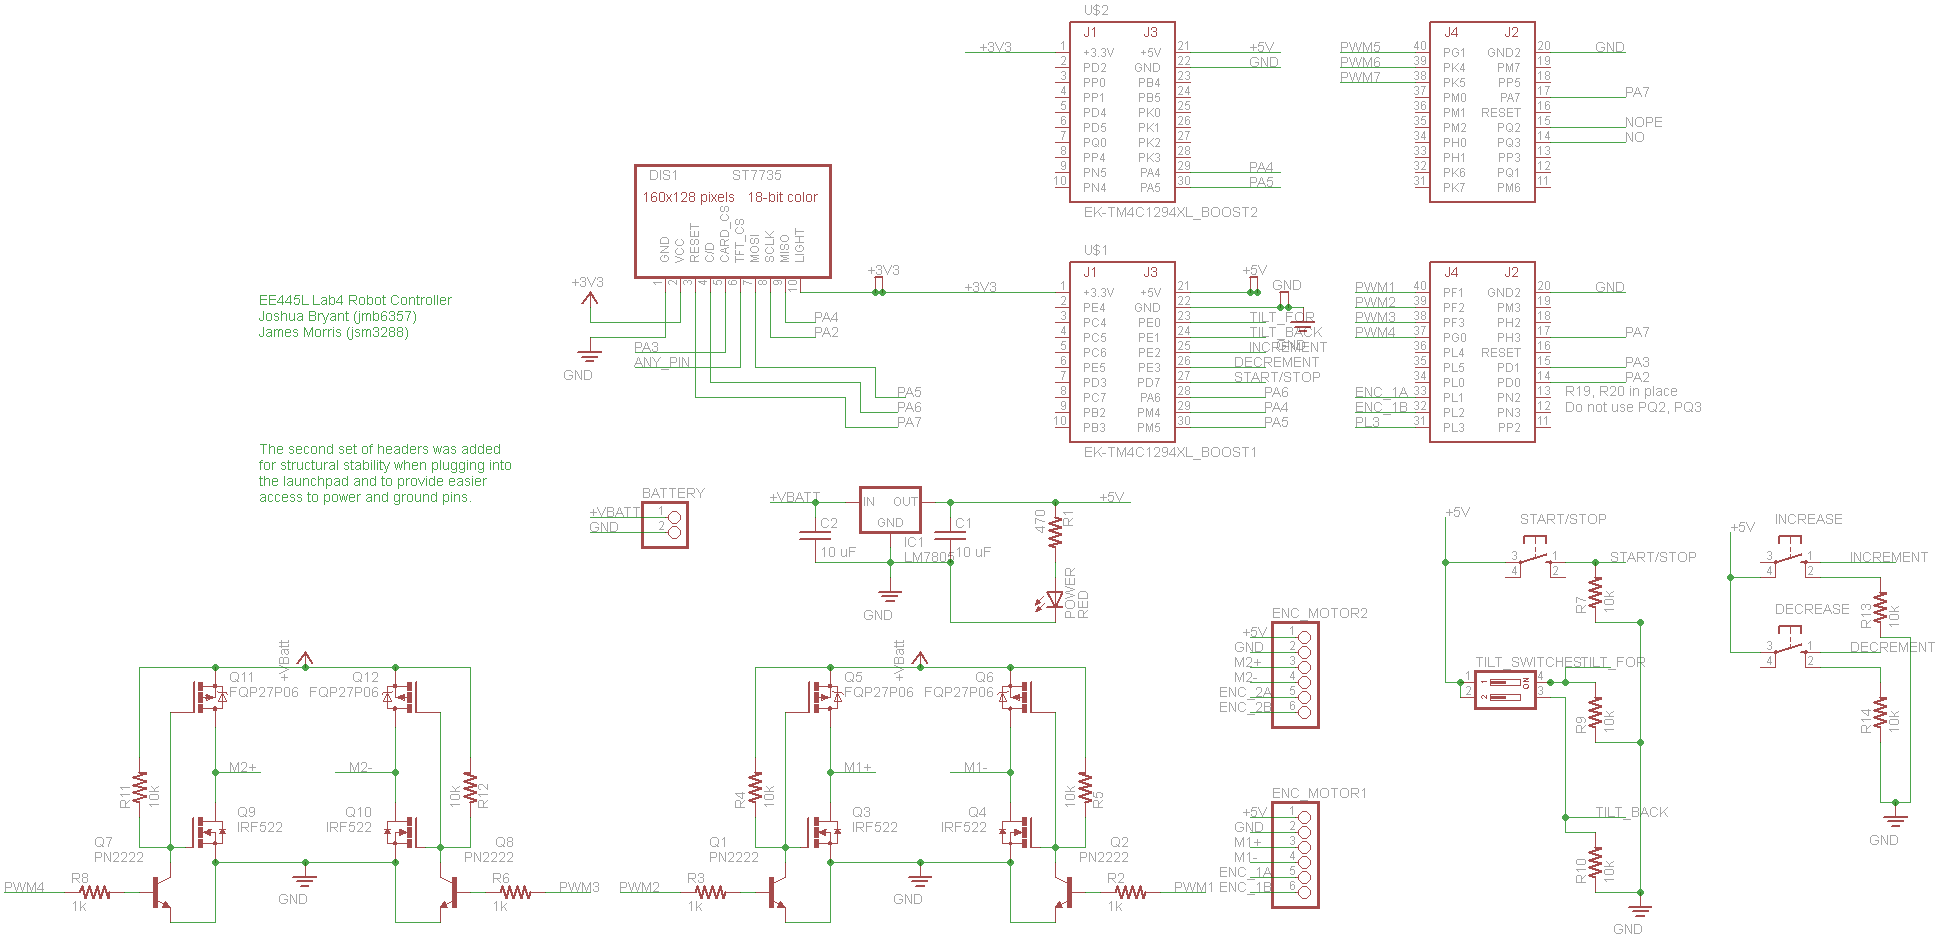 U$2
J1 J3
1 +3.3V +5V 21
2 PD2 GND 22
3 PP0 PB4 23
4 PP1 PB5 24
5 PD4 PK0 25
6 PD5 PK1 26
7 PQ0 PK2 27
8 PP4 PK3 28
9 PN5 PA4 29
10 PN4 PA5 30
+3V3
+5V
GND
PA4
PA5
EK-TM4C1294XL_BOOST2
J4 J2
PWM5 40 PG1 GND2 20 GND
PWM6 39 PK4 PM7 19
PWM7 38 PK5 PP5 18
37 PM0 PA7 17 PA7
36 PM1 RESET 16
35 PM2 PQ2 15 NOPE
34 PH0 PQ3 14 NO
33 PH1 PP3 13
32 PK6 PQ1 12
31 PK7 PM6 11
DIS1 ST7735
160x128 pixels 18-bit color
GND
VCC
RESET
C/D
CARD_CS
TFT_CS
MOSI
SCLK
MISO
LIGHT
1 2 3 4 5 6 7 8 9 10
+3V3
GND
PA3
ANY_PIN
PA4
PA2
PA5
PA6
PA7
+3V3
+3V3
EE445L Lab4 Robot Controller
Joshua Bryant (jmb6357)
James Morris (jsm3288)
U$1
J1 J3
1 +3.3V +5V 21
2 PE4 GND 22
3 PC4 PE0 23 TILT_FOR
4 PC5 PE1 24 TILT_BACK
5 PC6 PE2 25 INCREMENT
6 PE5 PE3 26 DECREMENT
7 PD3 PD7 27 START/STOP
8 PC7 PA6 28 PA6
9 PB2 PM4 29 PA4
10 PB3 PM5 30 PA5
+5V
GND
GND
EK-TM4C1294XL_BOOST1
J4 J2
PWM1 40 PF1 GND2 20 GND
PWM2 39 PF2 PM3 19
PWM3 38 PF3 PH2 18
PWM4 37 PG0 PH3 17 PA7
36 PL4 RESET 16
35 PL5 PD1 15 PA3
34 PL0 PD0 14 PA2
ENC_1A 33 PL1 PN2 13
ENC_1B 32 PL2 PN3 12
PL3 31 PL3 PP2 11
R19, R20 in place
Do not use PQ2, PQ3
The second set of headers was added
for structural stability when plugging into
the launchpad and to provide easier
access to power and ground pins.
BATTERY
+VBATT 1
GND 2
+VBATT
IN OUT
GND
IC1
LM7805
C2
10 uF
C1
10 uF
GND
+5V
470
R1
POWER
RED
+5V
START/STOP
3 1
4 2
START/STOP
R7
10k
TILT_SWITCHES
TILT_FOR
1 4
2 3
1
2
ON
R9
10k
TILT_BACK
R10
10k
GND
+5V
INCREASE
3 1
4 2
INCREMENT
R13
10k
DECREASE
3 1
4 2
DECREMENT
R14
10k
GND
ENC_MOTOR2
+5V 1
GND 2
M2+ 3
M2- 4
ENC_2A 5
ENC_2B 6
ENC_MOTOR1
+5V 1
GND 2
M1+ 3
M1- 4
ENC_1A 5
ENC_1B 6
+VBatt
Q11
FQP27P06
Q12
FQP27P06
M2+
M2-
R11
10k
10k
R12
Q9
IRF522
Q10
IRF522
Q7
PN2222
Q8
PN2222
PWM4
R8
1k
GND
R6
1k
PWM3
+VBatt
Q5
FQP27P06
Q6
FQP27P06
M1+
M1-
R4
10k
10k
R5
Q3
IRF522
Q4
IRF522
Q1
PN2222
Q2
PN2222
PWM2
R3
1k
GND
R2
1k
PWM1